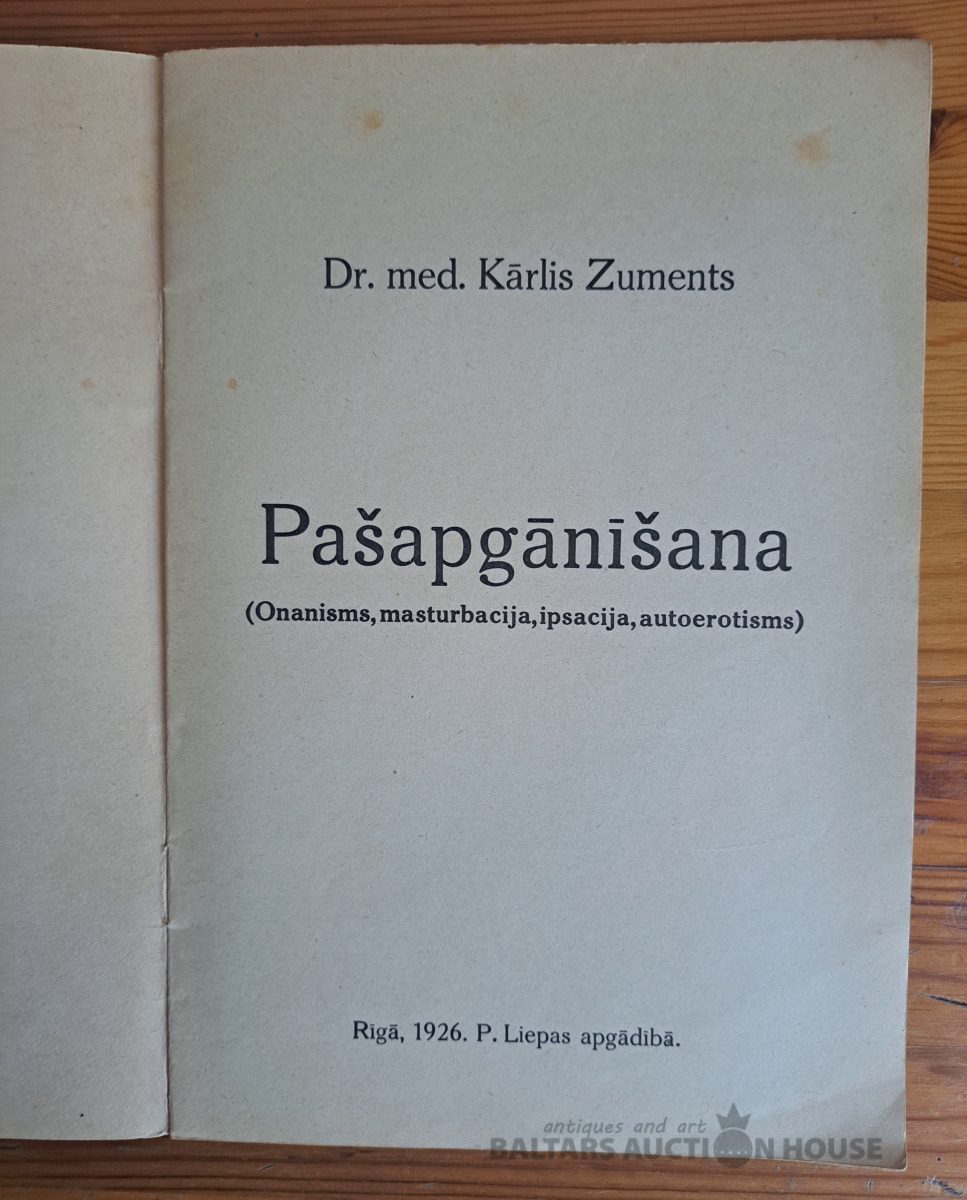 Dr. med. Kārlis Zuments
Pašapgānīšana
(Onanisms, masturbacija, ipsacija, autoerotisms)
Rīgā, 1926. P. Liepas apgādībā.
antiques and art
BALTARS AUCTION HOUSE